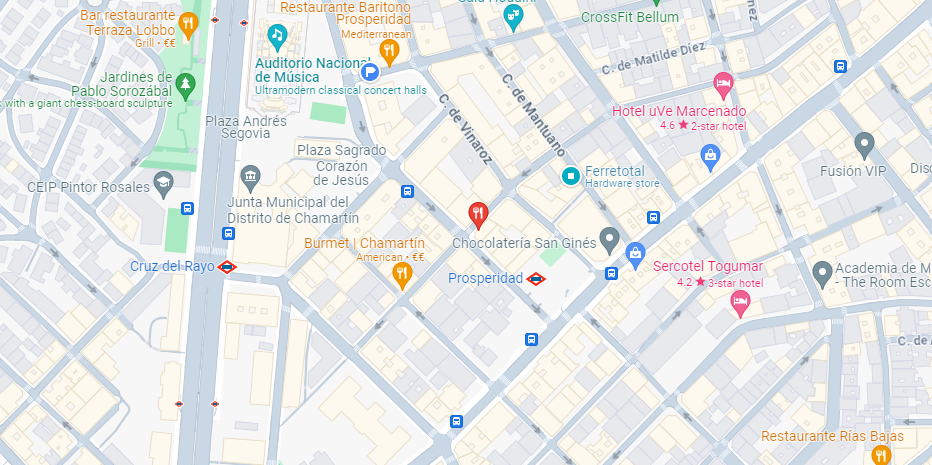 Bar restaurante
Terraza Lobbo
Grill • €€
Restaurante Baritono
Prosperidad
Mediterranean
CrossFit Bellum
Auditorio Nacional
de Música
Ultramodern classical concert halls
C. de Matilde Díez
Jardines de
Pablo Sorozábal
with a giant chess-board sculpture
C. de Mantuano
C. de Vinaroz
Hotel uVe Marcenado
4.6 ★ 2-star hotel
Plaza Andrés
Segovia
Plaza Sagrado
Corazón
de Jesús
Ferretotal
Hardware store
Fusión VIP
CEIP Pintor Rosales
Junta Municipal del
Distrito de Chamartín
Burmet | Chamartín
American • €€
Chocolatería San Ginés
Cruz del Rayo
Prosperidad
Sercotel Togumar
4.2 ★ 3-star hotel
Academia de M
- The Room Esc
Restaurante Rías Bajas